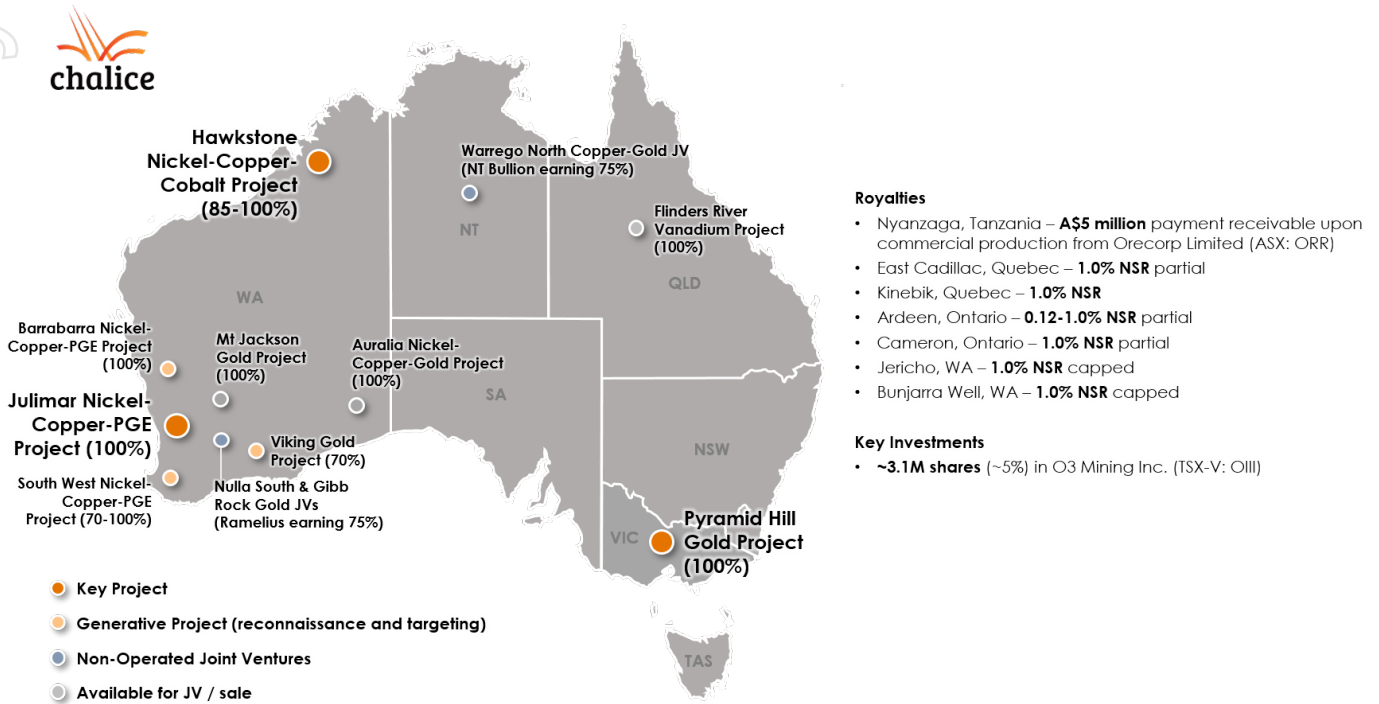 chalice
Hawkstone
Nickel-Copper-
Cobalt Project
(85-100%)
Warrego North Copper-Gold JV
(NT Bullion earning 75%)
NT
Flinders River
Vanadium Project
(100%)
QLD
WA
Barrabarra Nickel-
Copper-PGE Project
(100%)
Mt Jackson
Gold Project
(100%)
Auralia Nickel-
Copper-Gold Project
(100%)
SA
Julimar Nickel-
Copper-PGE
Project (100%)
Viking Gold
Project (70%)
NSW
South West Nickel-
Copper-PGE
Project (70-100%)
Nulla South & Gibb
Rock Gold JVs
(Ramelius earning 75%)
VIC
Pyramid Hill
Gold Project
(100%)
TAS
Key Project
Generative Project (reconnaissance and targeting)
Non-Operated Joint Ventures
Available for JV / sale
Royalties
• Nyanzaga, Tanzania – A$5 million payment receivable upon
commercial production from Orecorp Limited (ASX: ORR)
• East Cadillac, Quebec – 1.0% NSR partial
• Kinebik, Quebec – 1.0% NSR
• Ardeen, Ontario – 0.12-1.0% NSR partial
• Cameron, Ontario – 1.0% NSR partial
• Jericho, WA – 1.0% NSR capped
• Bunjarra Well, WA – 1.0% NSR capped
Key Investments
• ~3.1M shares (~5%) in O3 Mining Inc. (TSX-V: OIII)